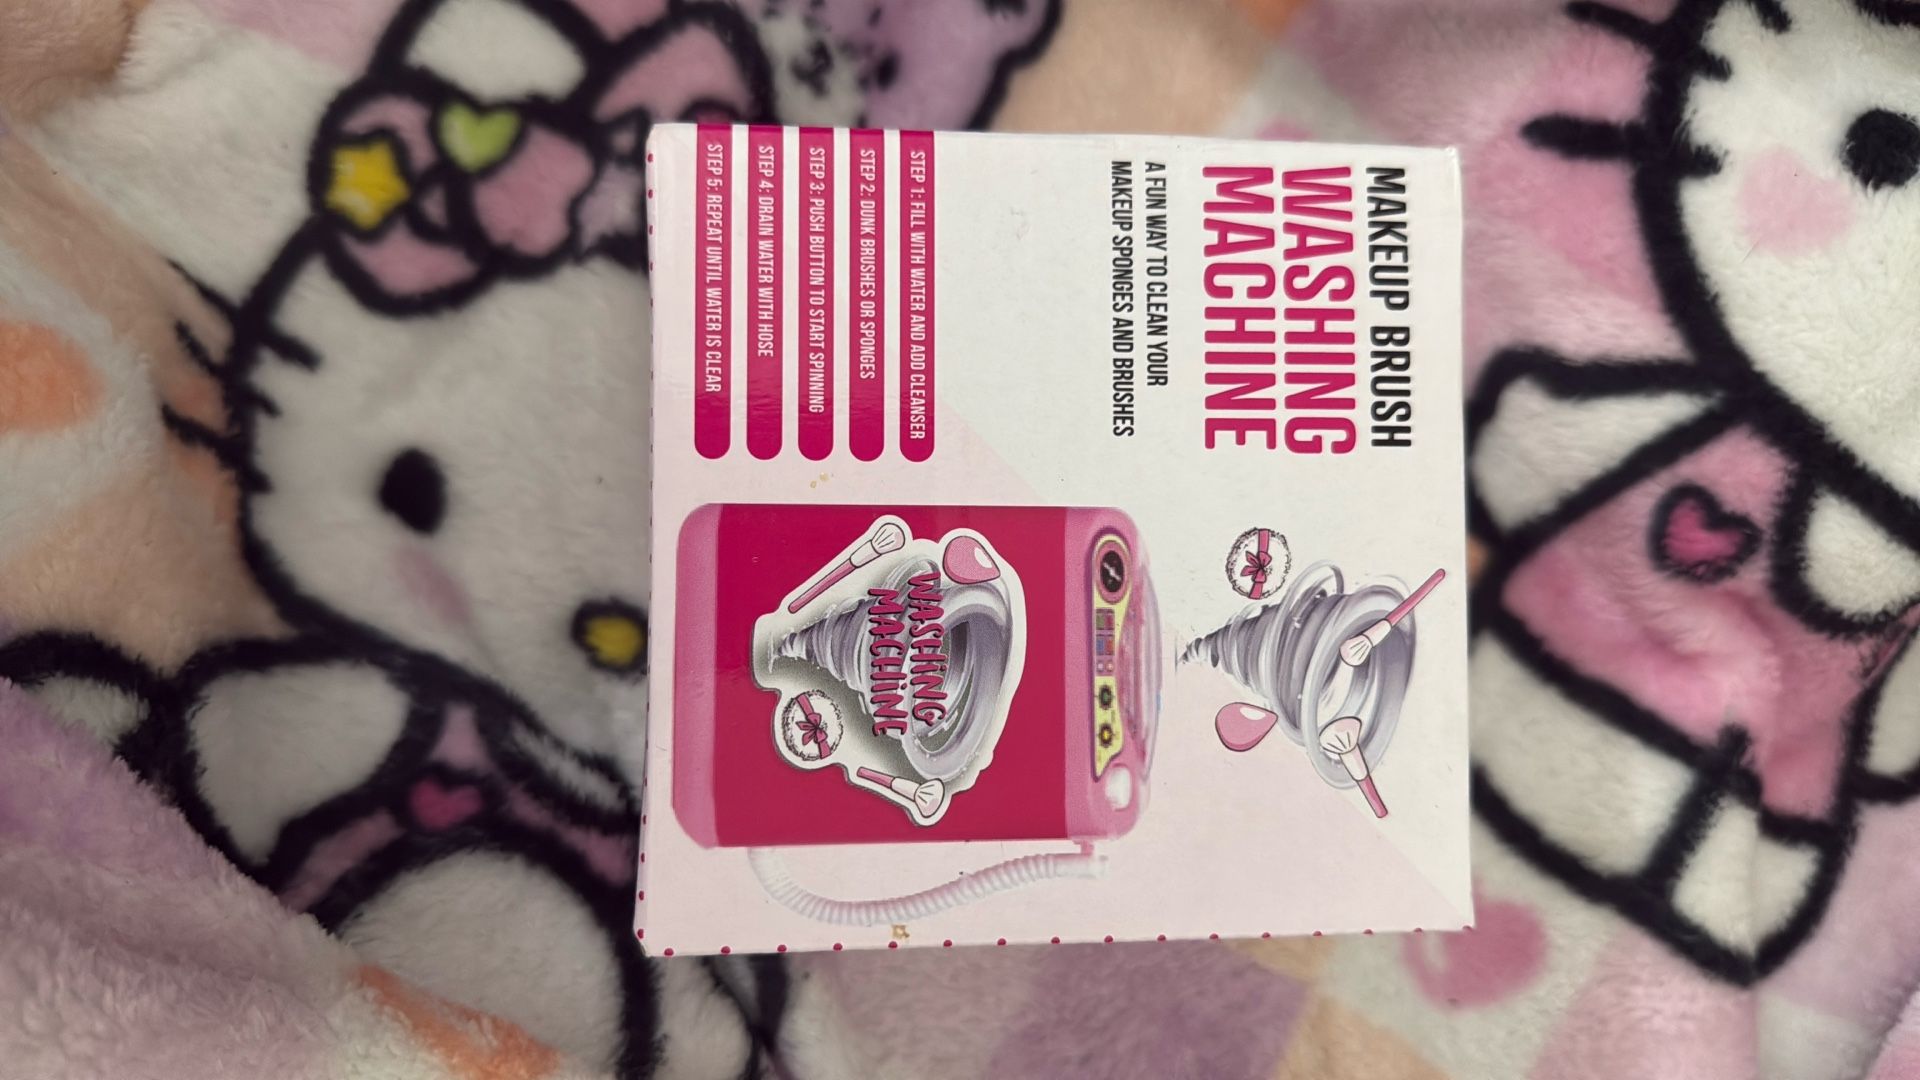 MAKEUP BRUSH
WASHING
MACHINE
A FUN WAY TO CLEAN YOUR
MAKEUP SPONGES AND BRUSHES
STEP 1: FILL WITH WATER AND ADD CLEANSER
STEP 2: DUNK BRUSHES OR SPONGES
STEP 3: PUSH BUTTON TO START SPINNING
STEP 4: DRAIN WATER WITH HOSE
STEP 5: REPEAT UNTIL WATER IS CLEAR
WASHING
MACHINE